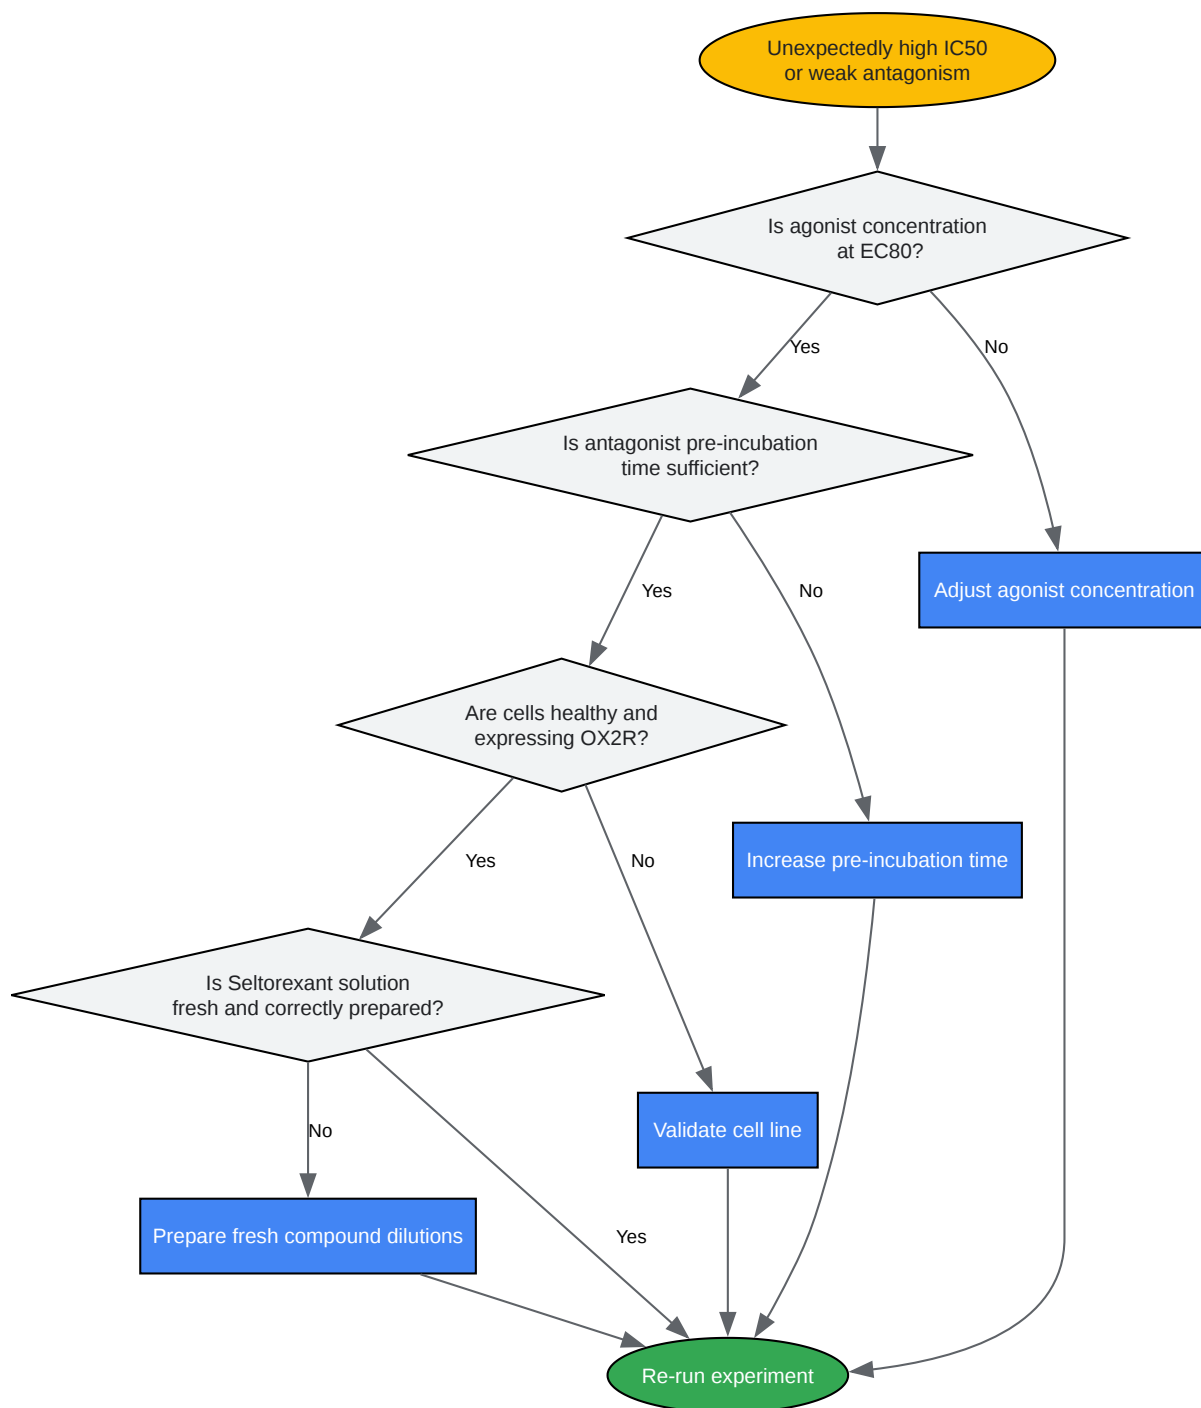 Unexpectedly high IC50
or weak antagonism
Is agonist concentration
at EC80?
Yes
No
Is antagonist pre-incubation
time sufficient?
Yes
No
Adjust agonist concentration
Are cells healthy and
expressing OX2R?
Yes
No
Increase pre-incubation time
Is Seltorexant solution
fresh and correctly prepared?
No
Validate cell line
Prepare fresh compound dilutions
Yes
Re-run experiment